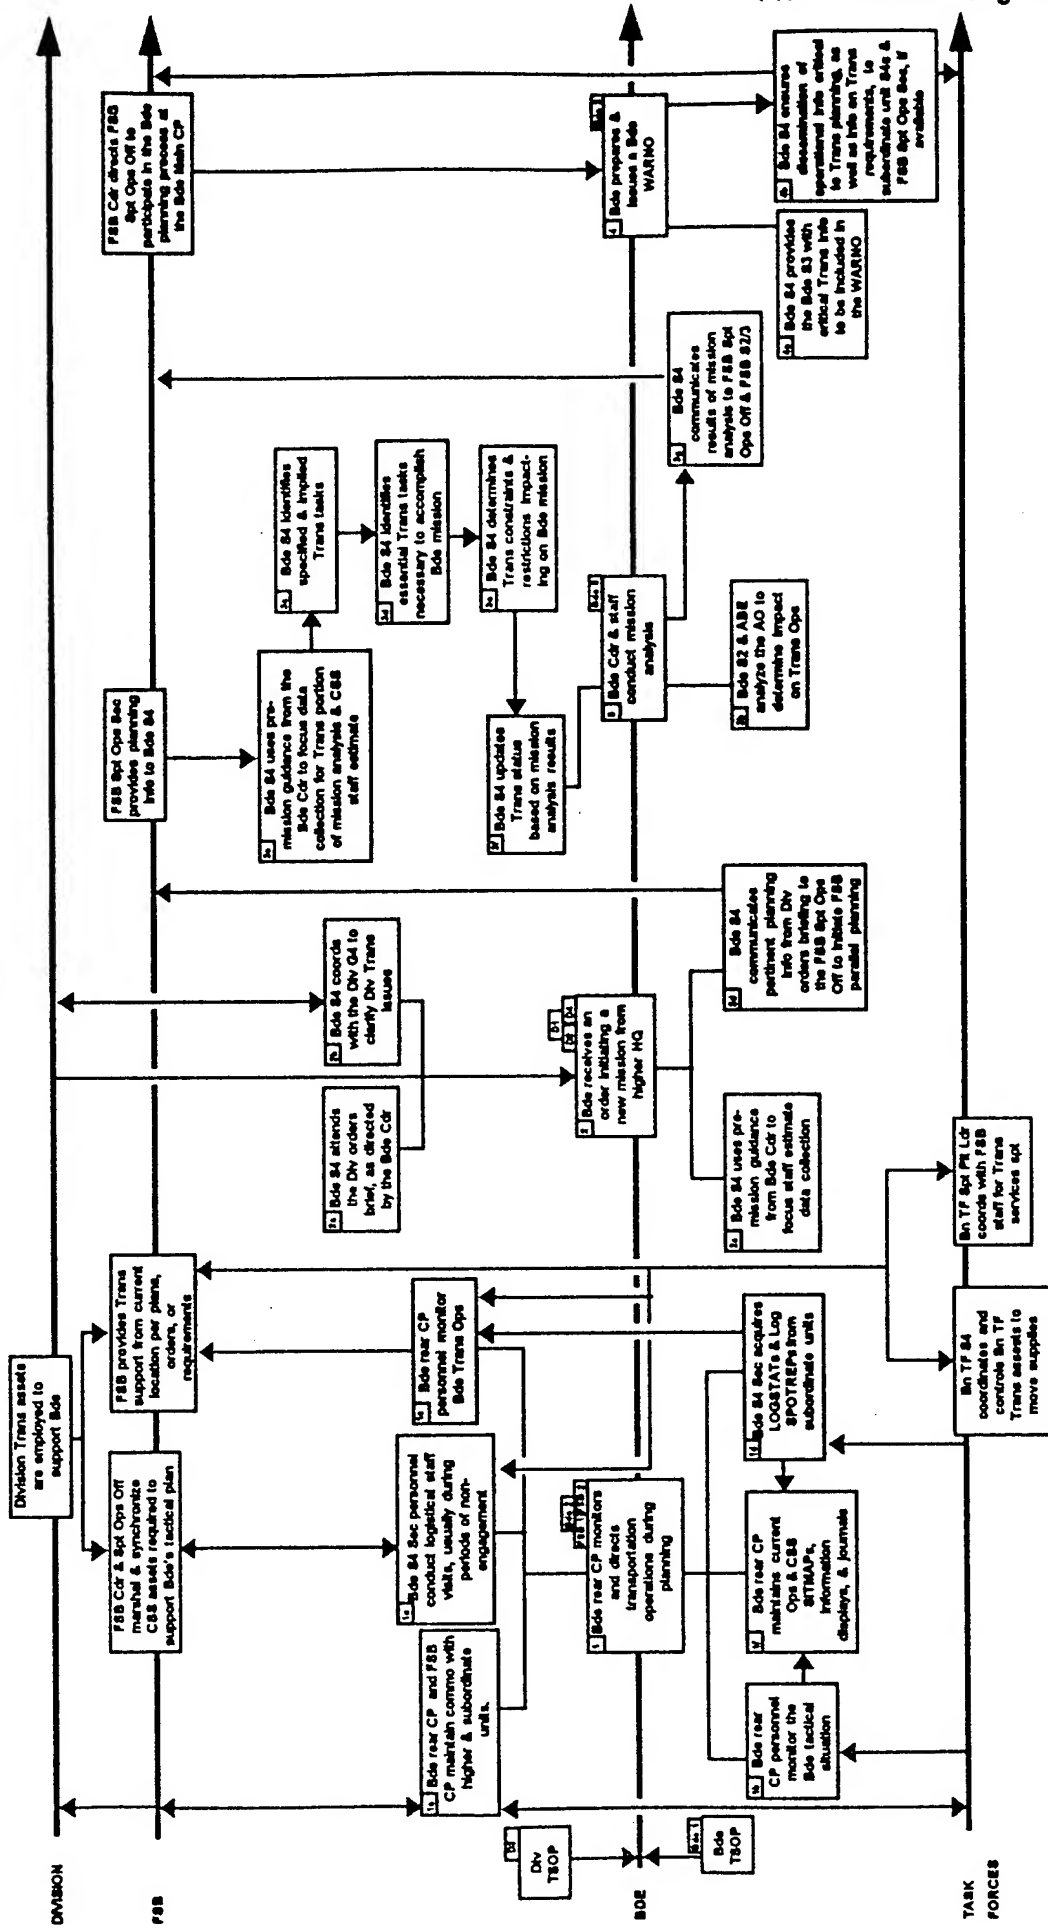 DIVISION
FSB
BDE
TASK
FORCES
Div
TSOP
Bde
TSOP
Division Trans assets
are employed to
support Bde
FSB Cdr & Spt Ops Off
marshal & synchronize
CSS assets required to
support Bde's tactical plan
FSB provides Trans
support from current
location per plans,
orders, or
requirements
Bde rear CP and FSB
CP maintain commo with
higher & subordinate
units.
Bde S4 Sec personnel
conduct logistical staff
visits, usually during
periods of non-
engagement
Bde rear CP
personnel monitor
Bde Trans Ops
1 Bde rear CP monitors
and directs
transportation
operations during
planning
Bde rear
CP personnel
monitor the
Bde tactical
situation
Bde rear CP
maintains current
Ops & CSS
SITMAPs,
information
displays, & journals
1d Bde S4 Sec acquires
LOGSTATs & Log
SPOTREPs from
subordinate units
Bn TF S4
coordinates and
controls Bn TF
Trans assests to
move supplies
Bn TF Spt Plt Ldr
coords with FSB
staff for Trans
services spt
2a Bde S4 attends
the Div orders
brief, as directed
by the Bde Cdr
2b Bde S4 coords
with the Div G4 to
clarify Div Trans
issues
2 Bde receives an
order initiating a
new mission from
higher HQ
Bde S4 uses pre-
mission guidance
from Bde Cdr to
focus staff estimate
data collection
2d Bde S4
communicates
pertinent planning
info from Div
orders briefing to
the FSB Spt Ops
Off to initiate FSB
parallel planning
FSB Spt Ops Sec
provides planning
info to Bde S4
Bde S4 uses pre-
mission guidance from the
Bde Cdr to focus data
collection for Trans portion
of mission analysis & CSS
staff estimate
Bde S4 identifies
specified & implied
Trans tasks
3d Bde S4 identifies
essential Trans tasks
necessary to accomplish
Bde mission
Bde S4 determines
Trans constraints &
restrictions impact-
ing on Bde mission
3f Bde S4 updates
Trans status
based on mission
analysis results
3 Bde Cdr & staff
conduct mission
analysis
3b Bde S2 & ABE
analyze the AO to
determine impact
on Trans Ops
3g Bde S4
communicates
results of mission
analysis to FSB Spt
Ops Off & FSB S2/3
FSB Cdr directs FSB
Spt Ops Off to
participate in the Bde
planning process at
the Bde Main CP
4 Bde prepares &
issues a Bde
WARNO
4a Bde S4 provides
the Bde S3 with
critical Trans info
to be included in
the WARNO
4b Bde S4 ensures
dissemination of
operational info critical
to Trans planning, as
well as info on Trans
requirements, to
subordinate unit S4s &
FSB Spt Ops Sec, if
available